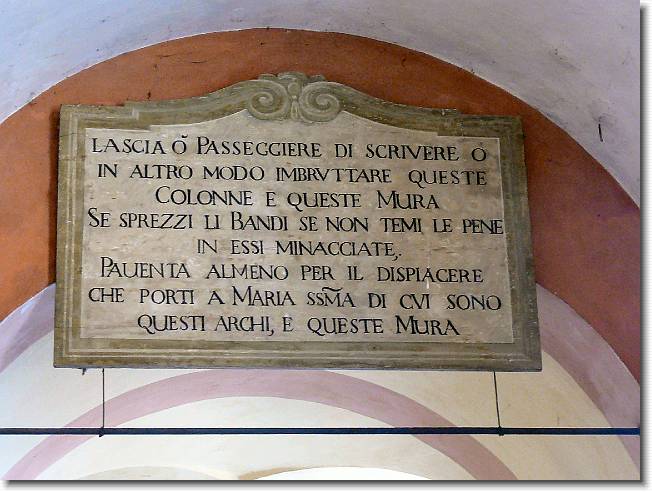 LASCIA Ò PASSEGGIERE DI SCRIVERE Ò
IN ALTRO MODO IMBRVTTARE QUESTE
COLONNE E QUESTE MURA
SE SPREZZI LI BANDI SE NON TEMI LE PENE
IN ESSI MINACCIATE,
PAUENTA ALMENO PER IL DISPIACERE
CHE PORTI A MARIA SSM̃A DI CVI SONO
QUESTI ARCHI, E QUESTE MURA